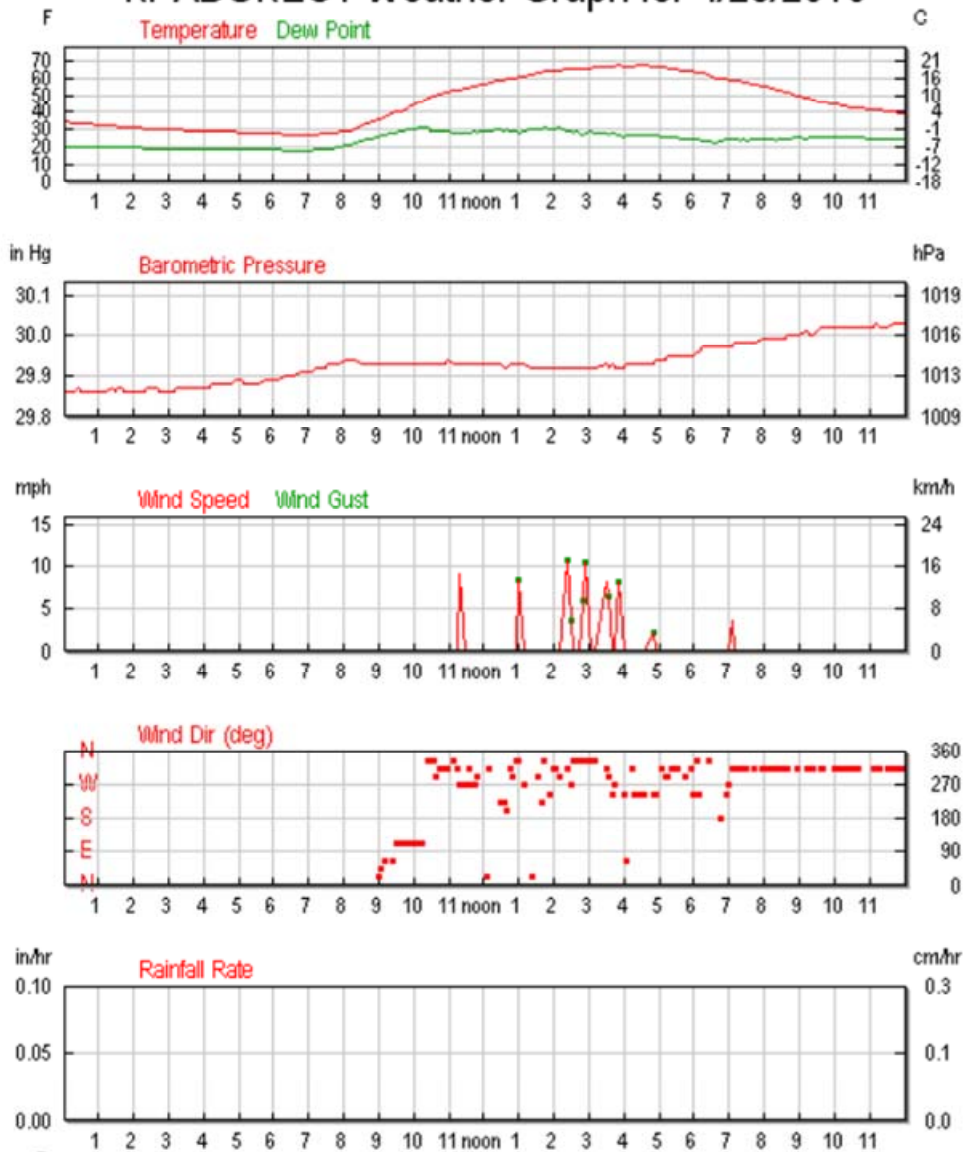 Weather Graph for
F C
Temperature Dew Point
70 21
60 16
50 10
40 4
30 -1
20 -7
10 -12
0 -18
1 2 3 4 5 6 7 8 9 10 11 noon 1 2 3 4 5 6 7 8 9 10 11
in Hg hPa
Barometric Pressure
30.1 1019
30.0 1016
29.9 1013
29.8 1009
1 2 3 4 5 6 7 8 9 10 11 noon 1 2 3 4 5 6 7 8 9 10 11
mph km/h
Wind Speed Wind Gust
15 24
10 16
5 8
0 0
1 2 3 4 5 6 7 8 9 10 11 noon 1 2 3 4 5 6 7 8 9 10 11
Wind Dir (deg)
N 360
W 270
S 180
E 90
N 0
1 2 3 4 5 6 7 8 9 10 11 noon 1 2 3 4 5 6 7 8 9 10 11
in/hr cm/hr
Rainfall Rate
0.10 0.3
0.05 0.1
0.00 0.0
1 2 3 4 5 6 7 8 9 10 11 noon 1 2 3 4 5 6 7 8 9 10 11